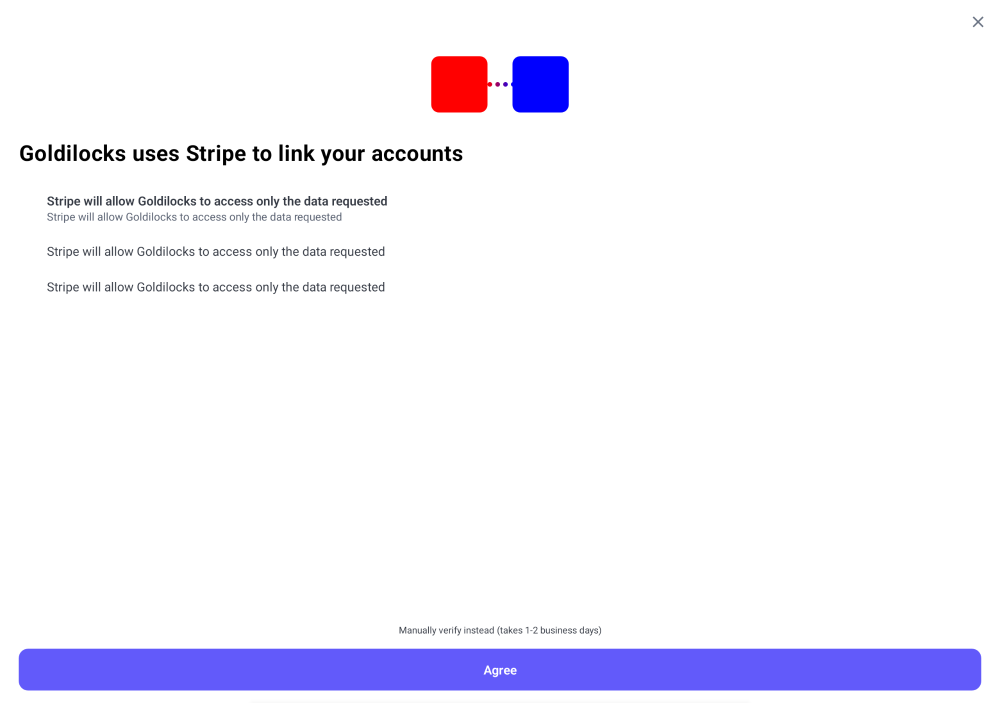 Goldilocks uses Stripe to link your accounts
Stripe will allow Goldilocks to access only the data requested
Stripe will allow Goldilocks to access only the data requested
Stripe will allow Goldilocks to access only the data requested
Stripe will allow Goldilocks to access only the data requested
Manually verify instead (takes 1-2 business days)
Agree